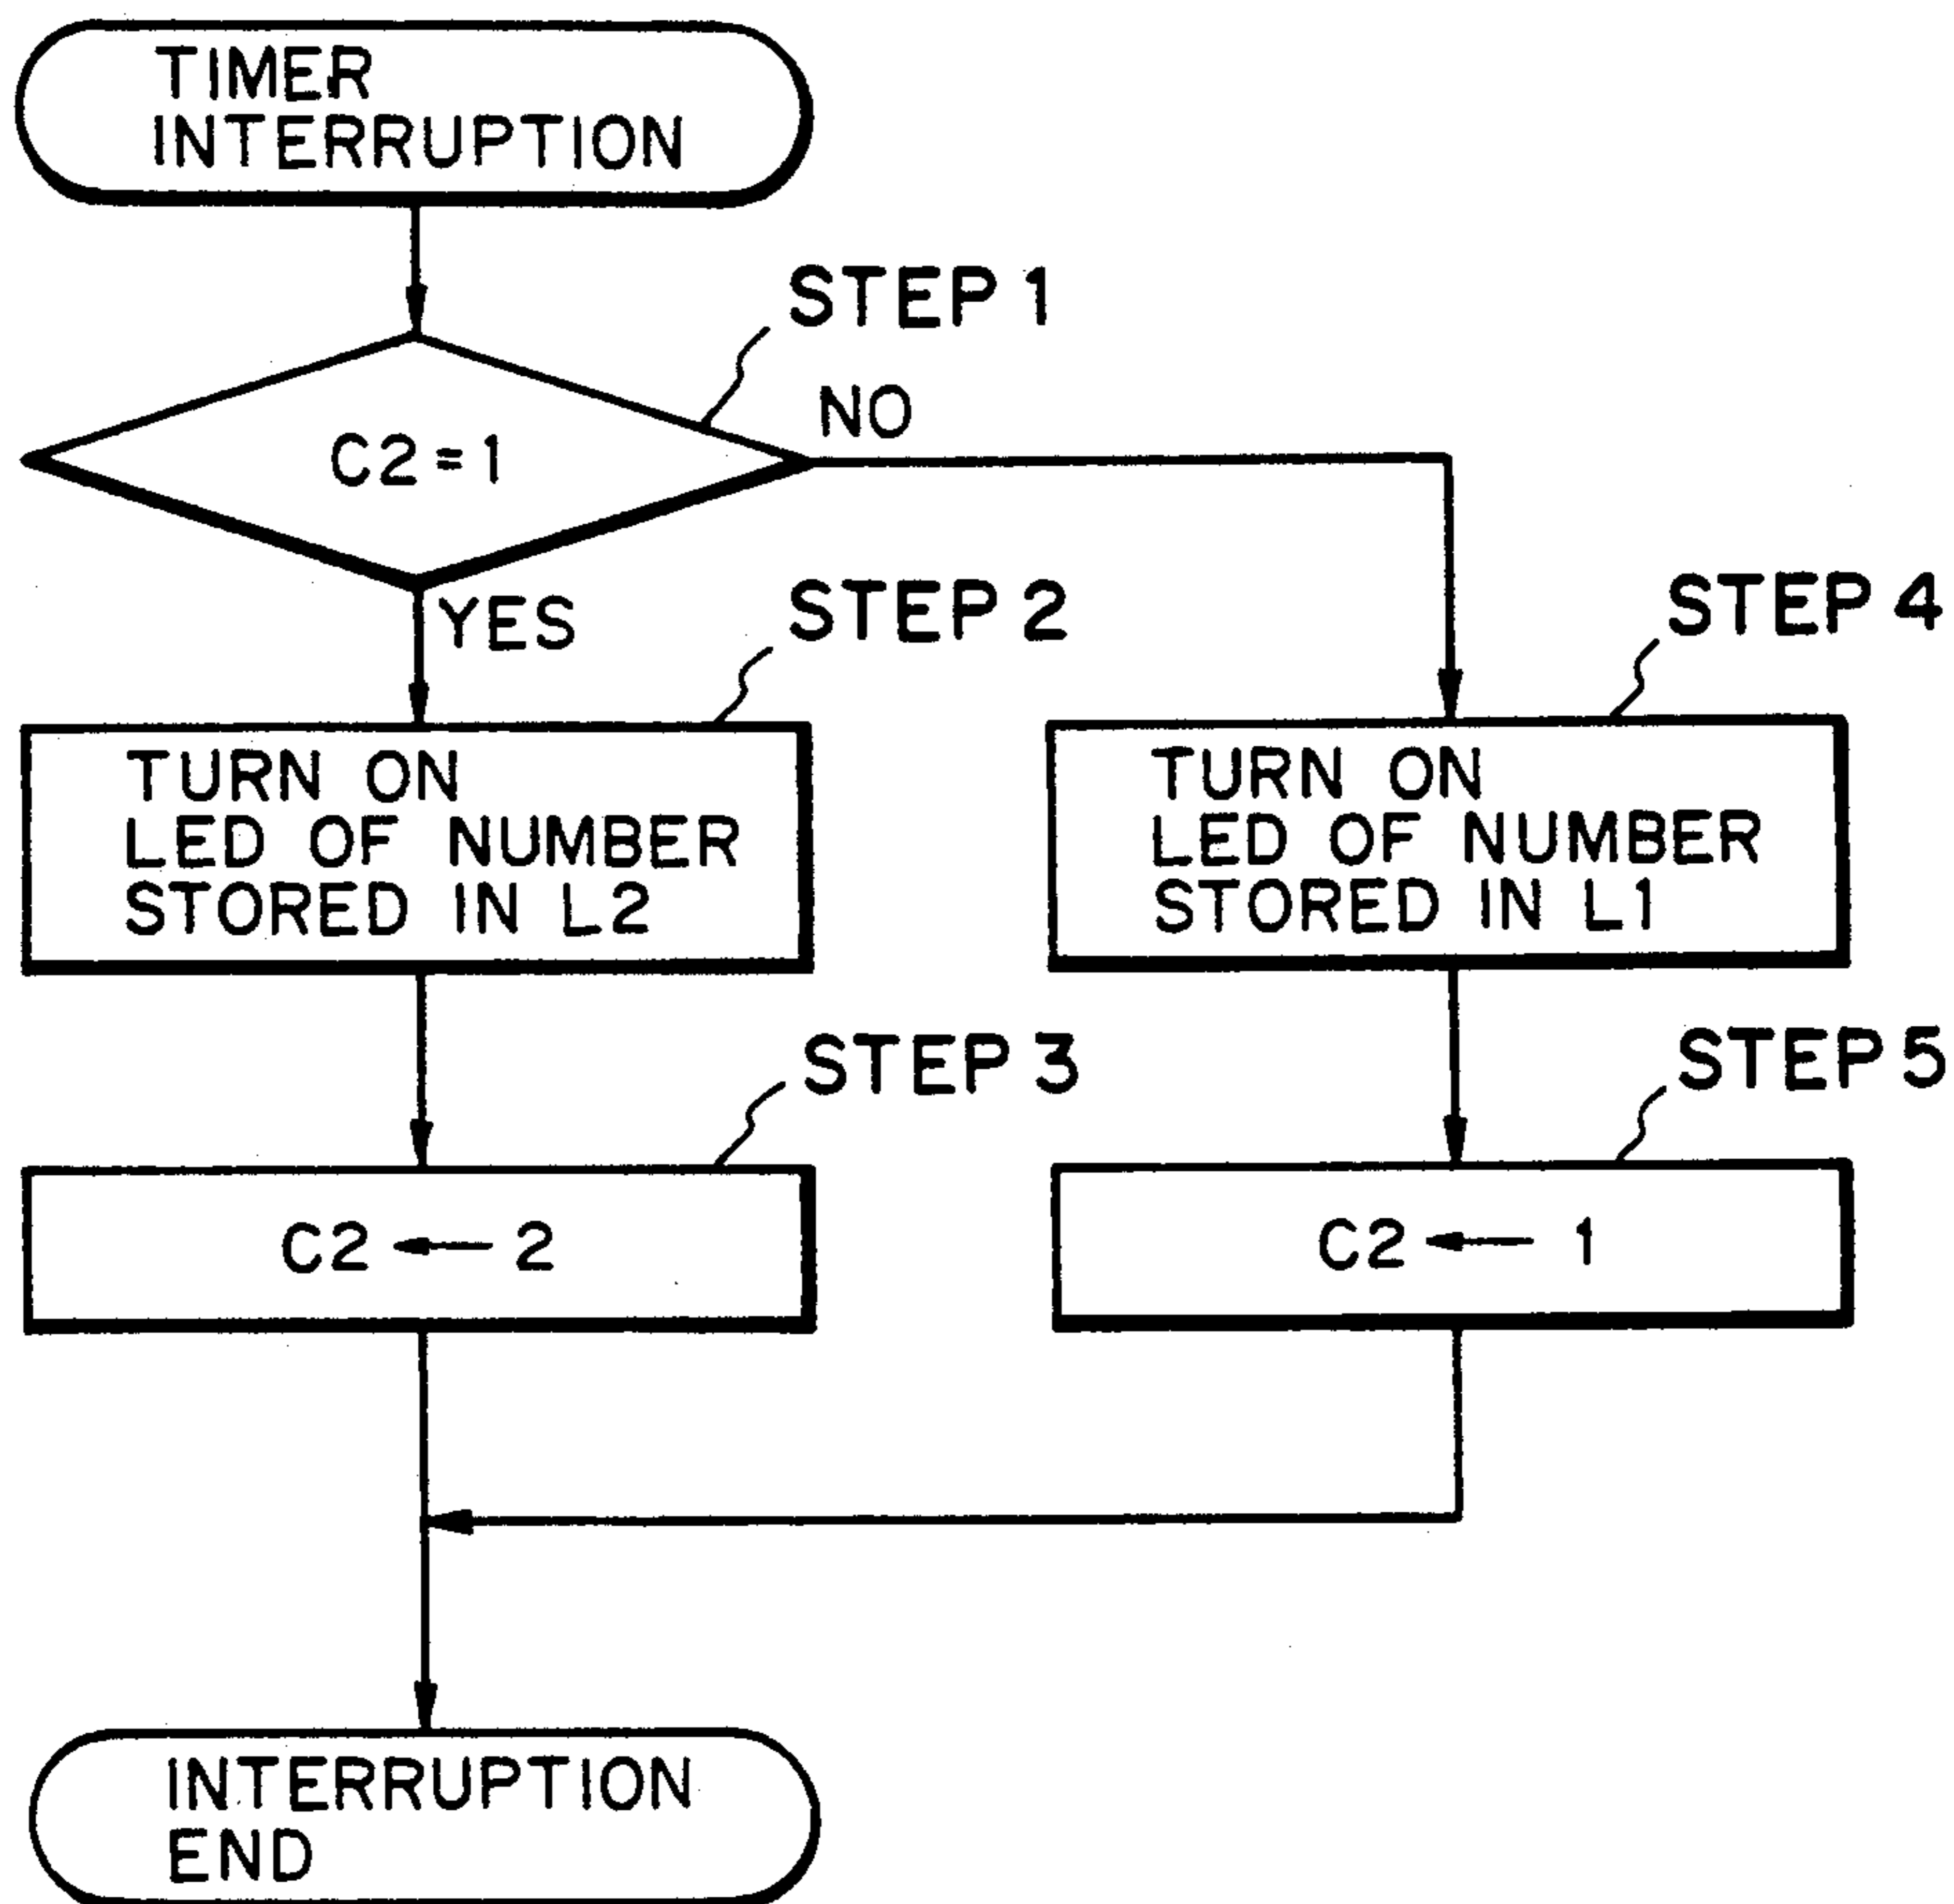 TIMER
INTERRUPTION
STEP 1
C2=1
NO
YES
STEP 2
TURN ON
LED OF NUMBER
STORED IN L2
STEP 4
TURN ON
LED OF NUMBER
STORED IN L1
STEP 3
C2 ← 2
STEP 5
C2 ← 1
INTERRUPTION
END